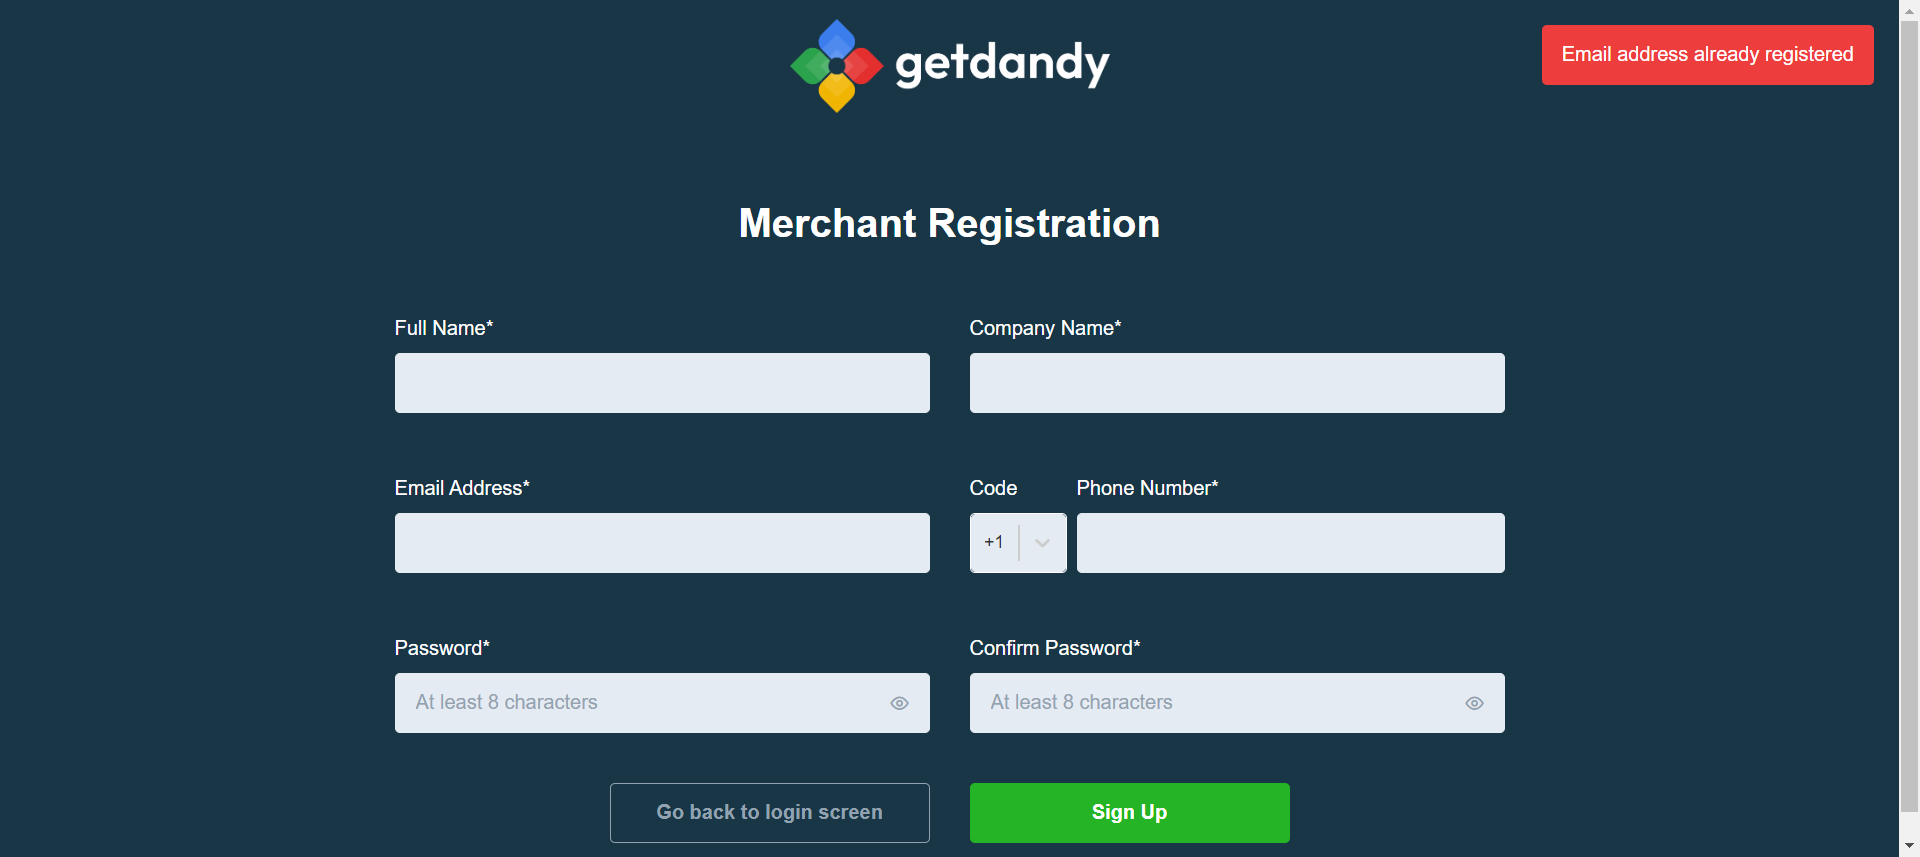 getdandy
Email address already registered
Merchant Registration
Full Name*
Company Name*
Email Address*
Code
Phone Number*
+1
Password*
Confirm Password*
At least 8 characters
At least 8 characters
Go back to login screen
Sign Up